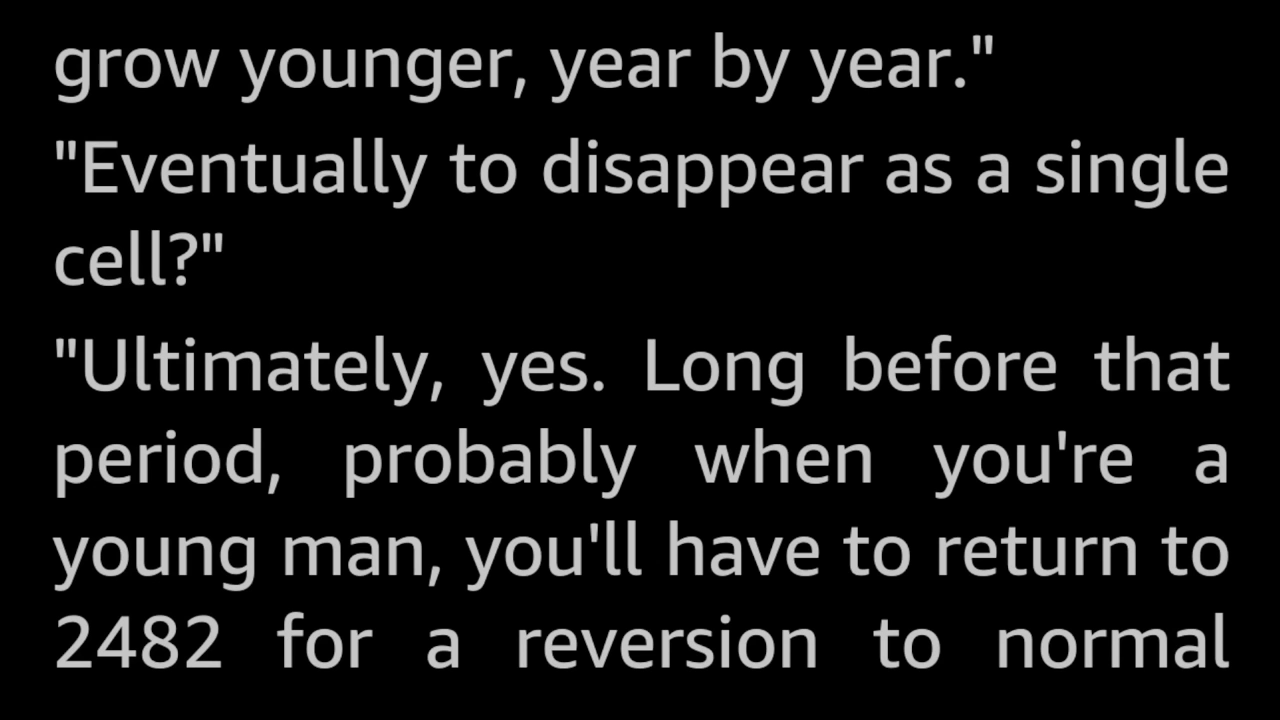 grow younger, year by year."
"Eventually to disappear as a single
cell?"
"Ultimately, yes. Long before that
period, probably when you're a
young man, you'll have to return to
2482 for a reversion to normal